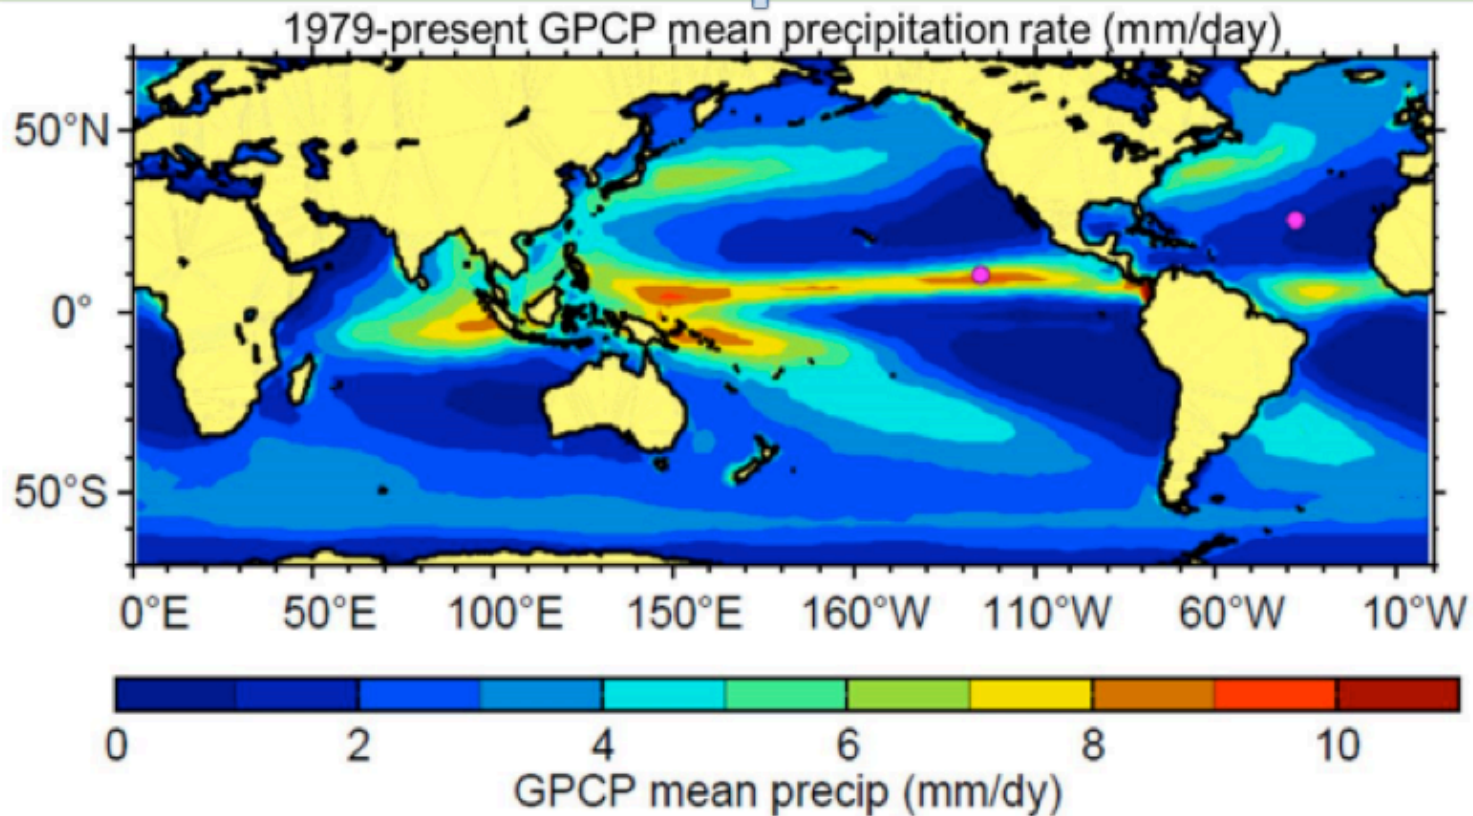 1979-present GPCP mean precipitation rate (mm/day)
50°N
0°
50°S
0°E 50°E 100°E 150°E 160°W 110°W 60°W 10°W
0 2 4 6 8 10
GPCP mean precip (mm/dy)